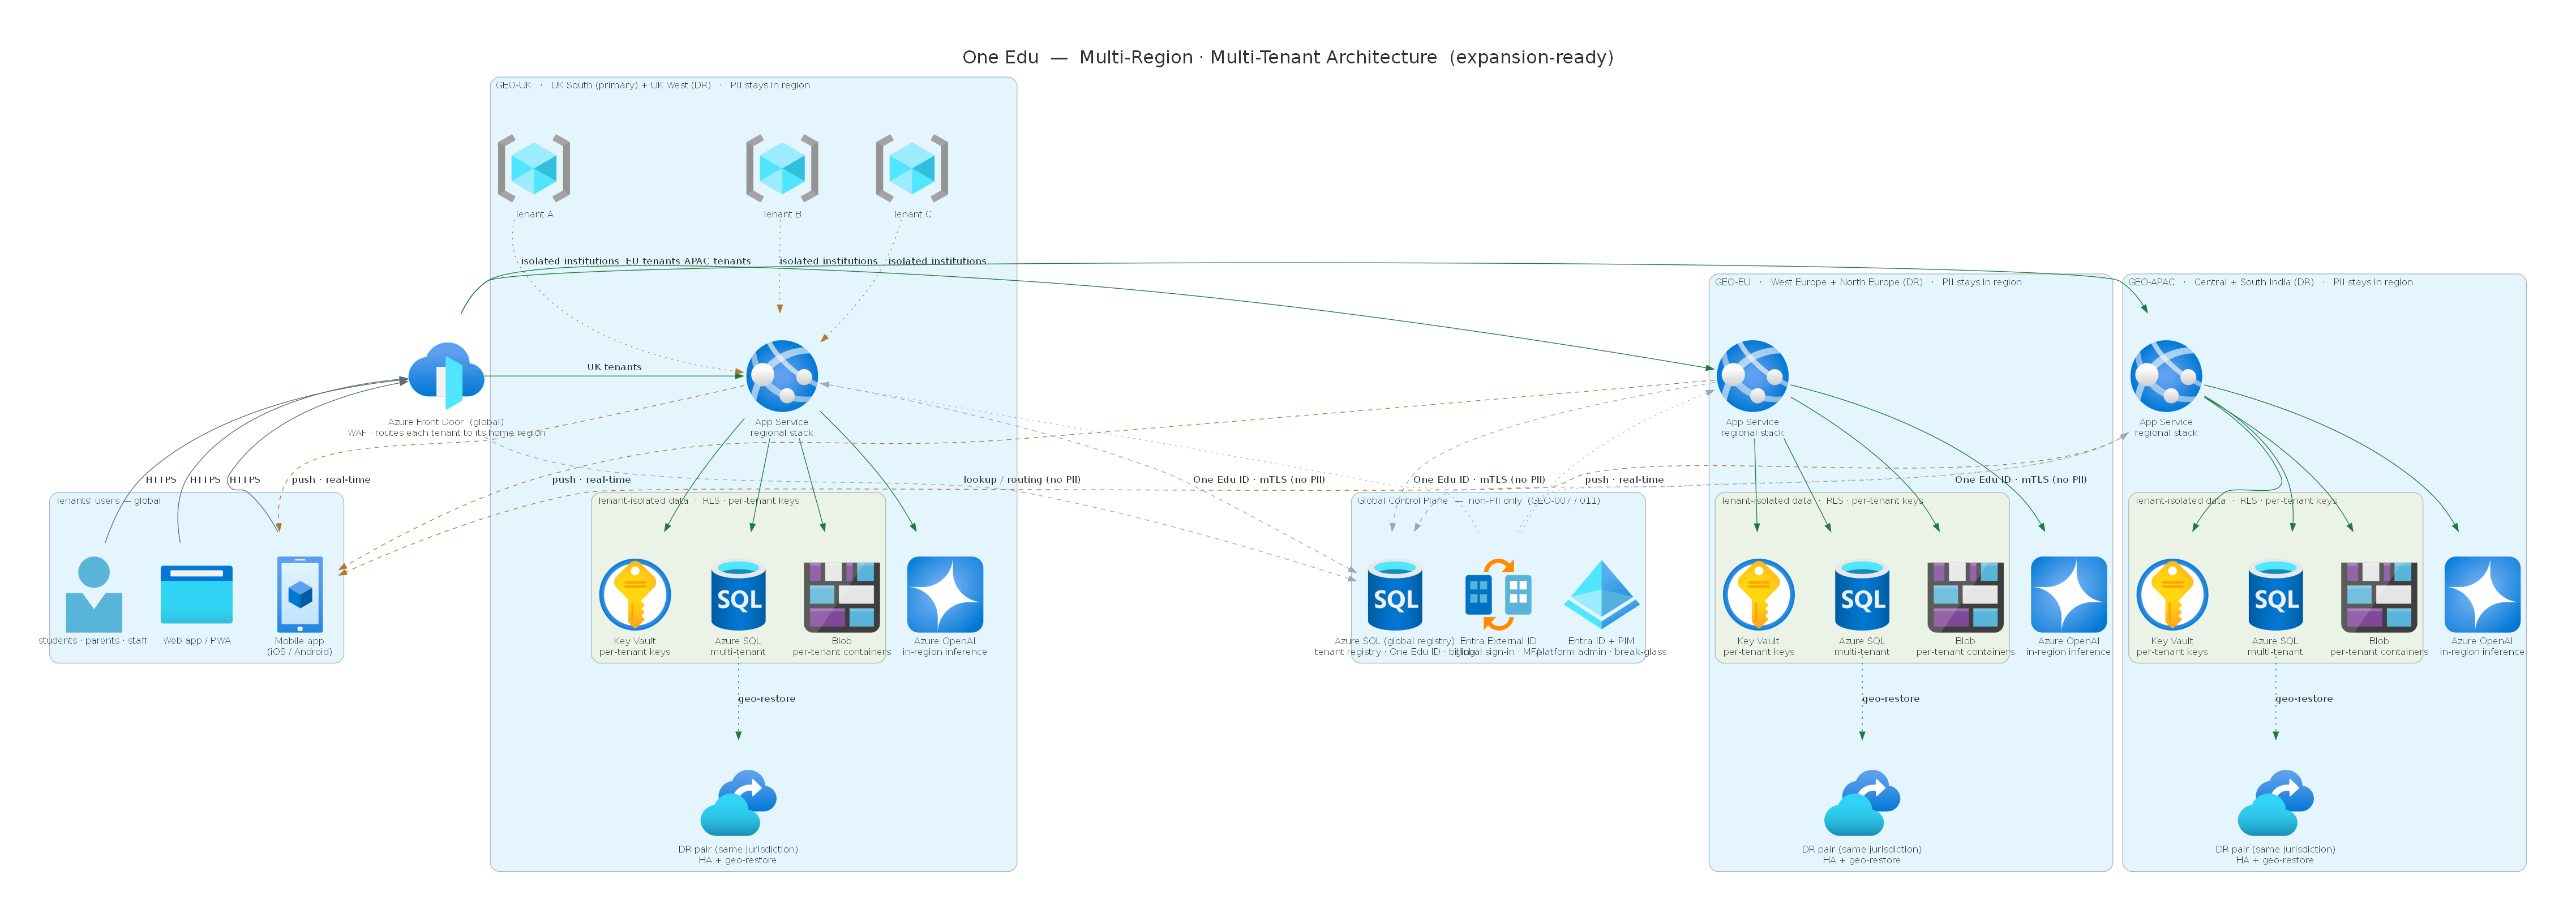 One Edu — Multi-Region · Multi-Tenant Architecture (expansion-ready)
GEO-UK · UK South (primary) + UK West (DR) · PII stays in region
Tenant A
Tenant B
Tenant C
isolated institutions
EU tenants
APAC tenants
isolated institutions
isolated institutions
GEO-EU · West Europe + North Europe (DR) · PII stays in region
GEO-APAC · Central + South India (DR) · PII stays in region
UK tenants
Azure Front Door (global)
WAF · routes each tenant to its home region
App Service
regional stack
App Service
regional stack
App Service
regional stack
HTTPS
HTTPS
HTTPS
push · real-time
push · real-time
lookup / routing (no PII)
One Edu ID · mTLS (no PII)
One Edu ID · mTLS (no PII)
push · real-time
One Edu ID · mTLS (no PII)
Tenants' users — global
students · parents · staff
Web app / PWA
Mobile app
(iOS / Android)
Tenant-isolated data · RLS · per-tenant keys
Key Vault
per-tenant keys
SQL
Azure SQL
multi-tenant
Blob
per-tenant containers
Azure OpenAI
in-region inference
Global Control Plane — non-PII only (GEO-007 / 011)
SQL
Azure SQL (global registry)
tenant registry · One Edu ID · billing
Entra External ID
global sign-in · MFA
Entra ID + PIM
platform admin · break-glass
Tenant-isolated data · RLS · per-tenant keys
Key Vault
per-tenant keys
SQL
Azure SQL
multi-tenant
Blob
per-tenant containers
Azure OpenAI
in-region inference
Tenant-isolated data · RLS · per-tenant keys
Key Vault
per-tenant keys
SQL
Azure SQL
multi-tenant
Blob
per-tenant containers
Azure OpenAI
in-region inference
geo-restore
geo-restore
geo-restore
DR pair (same jurisdiction)
HA + geo-restore
DR pair (same jurisdiction)
HA + geo-restore
DR pair (same jurisdiction)
HA + geo-restore